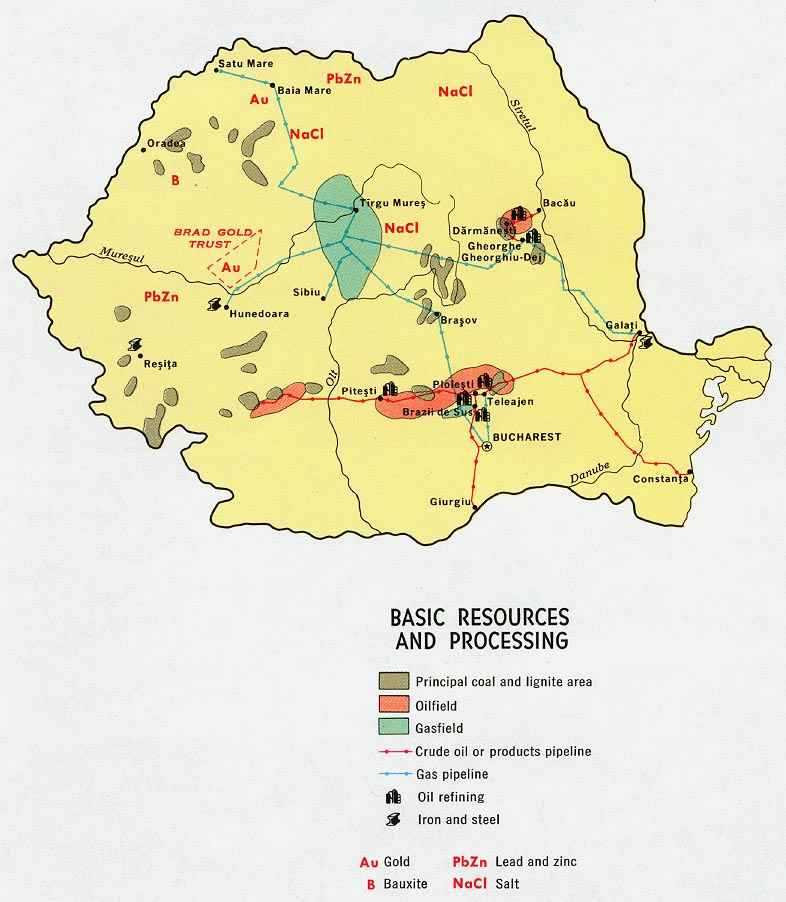 Satu Mare
PbZn
Baia Mare
Au
NaCl
NaCl
Siretul
Oradea
B
Tîrgu Mureş
Bacău
NaCl
Dărmăneşti
BRAD GOLD
TRUST
Gheorghe
Gheorghiu-Dej
Mureşul
Au
PbZn
Sibiu
Hunedoara
Braşov
Galaţi
Reşiţa
Olt
Piteşti
Ploieşti
Teleajen
Brazii de Sus
BUCHAREST
Danube
Constanţa
Giurgiu
BASIC RESOURCES
AND PROCESSING
Principal coal and lignite area
Oilfield
Gasfield
Crude oil or products pipeline
Gas pipeline
Oil refining
Iron and steel
Au Gold PbZn Lead and zinc
B Bauxite NaCl Salt